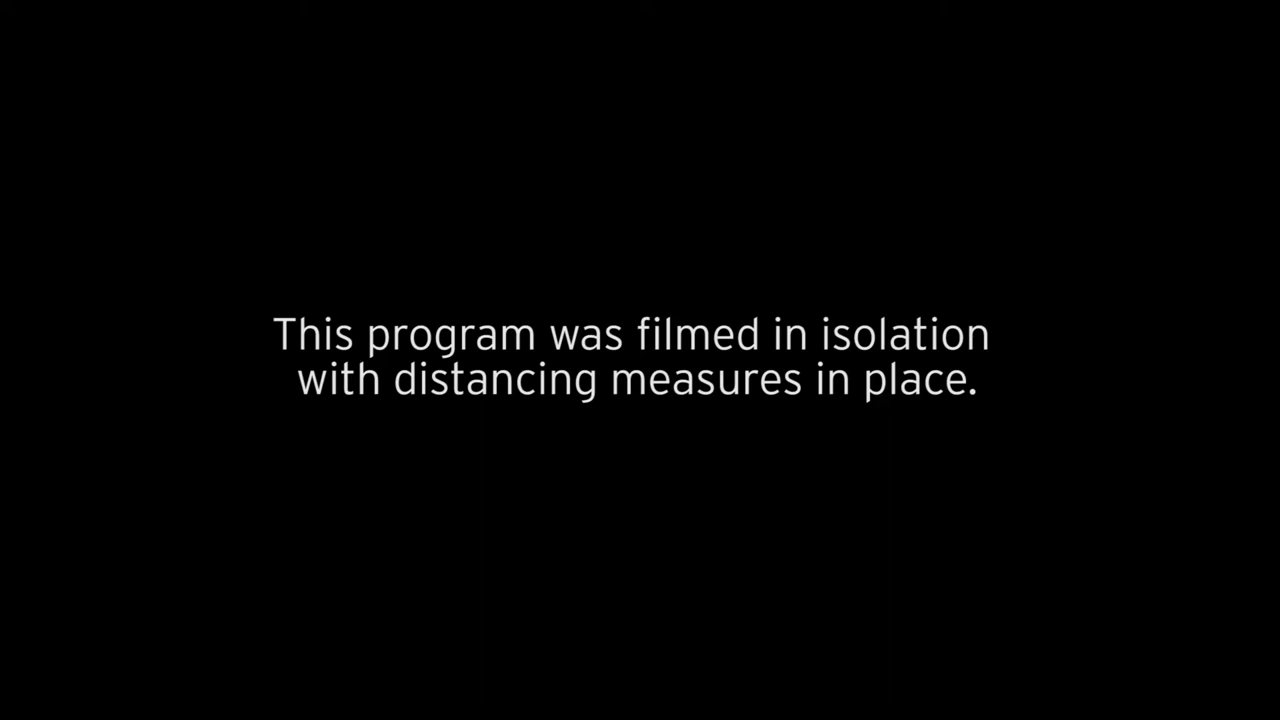 This program was filmed in isolation
with distancing measures in place.